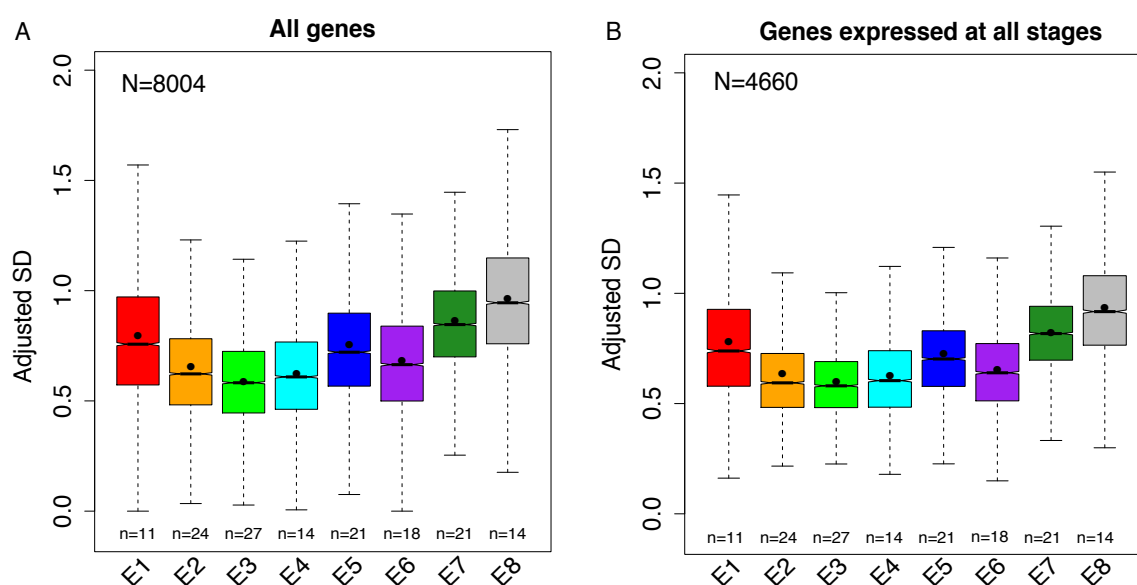 A
All genes
N=8004
Adjusted SD
2.0
1.5
1.0
0.5
0.0
n=11 n=24 n=27 n=14 n=21 n=18 n=21 n=14
E1 E2 E3 E4 E5 E6 E7 E8
B
Genes expressed at all stages
N=4660
Adjusted SD
2.0
1.5
1.0
0.5
0.0
n=11 n=24 n=27 n=14 n=21 n=18 n=21 n=14
E1 E2 E3 E4 E5 E6 E7 E8